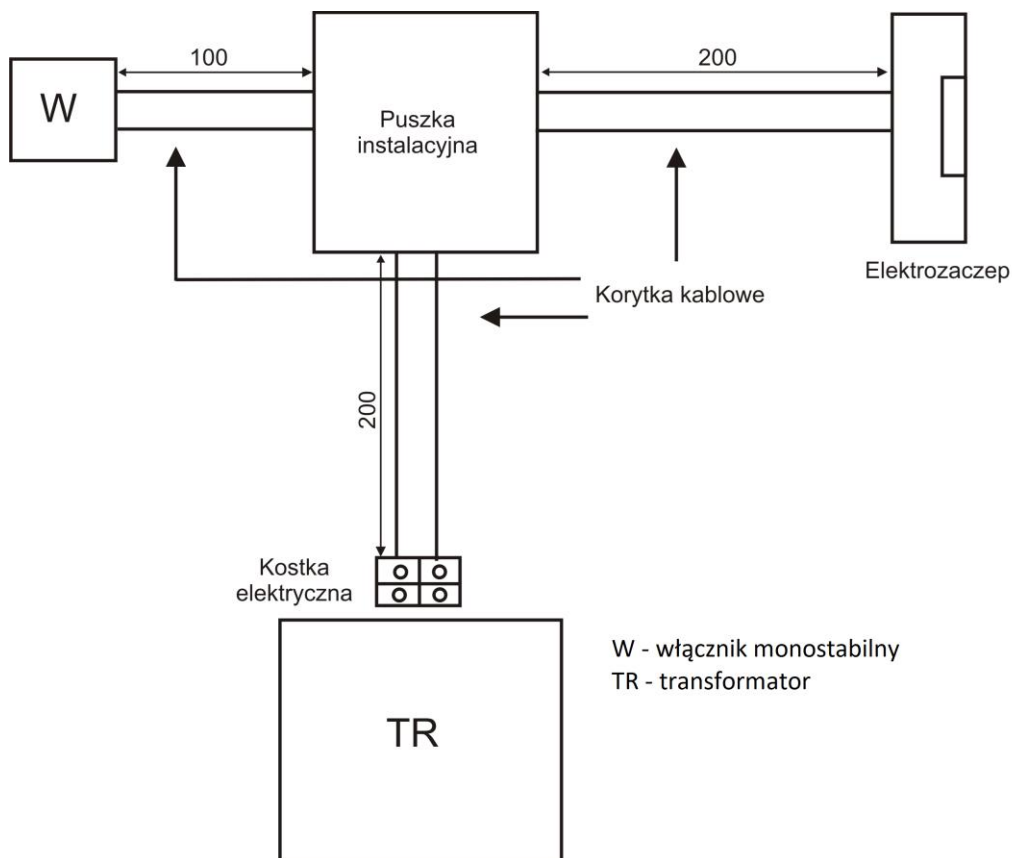 100
200
W
Puszka
instalacyjna
Elektrozaczep
Korytka kablowe
200
Kostka
elektryczna
W - włącznik monostabilny
TR - transformator
TR